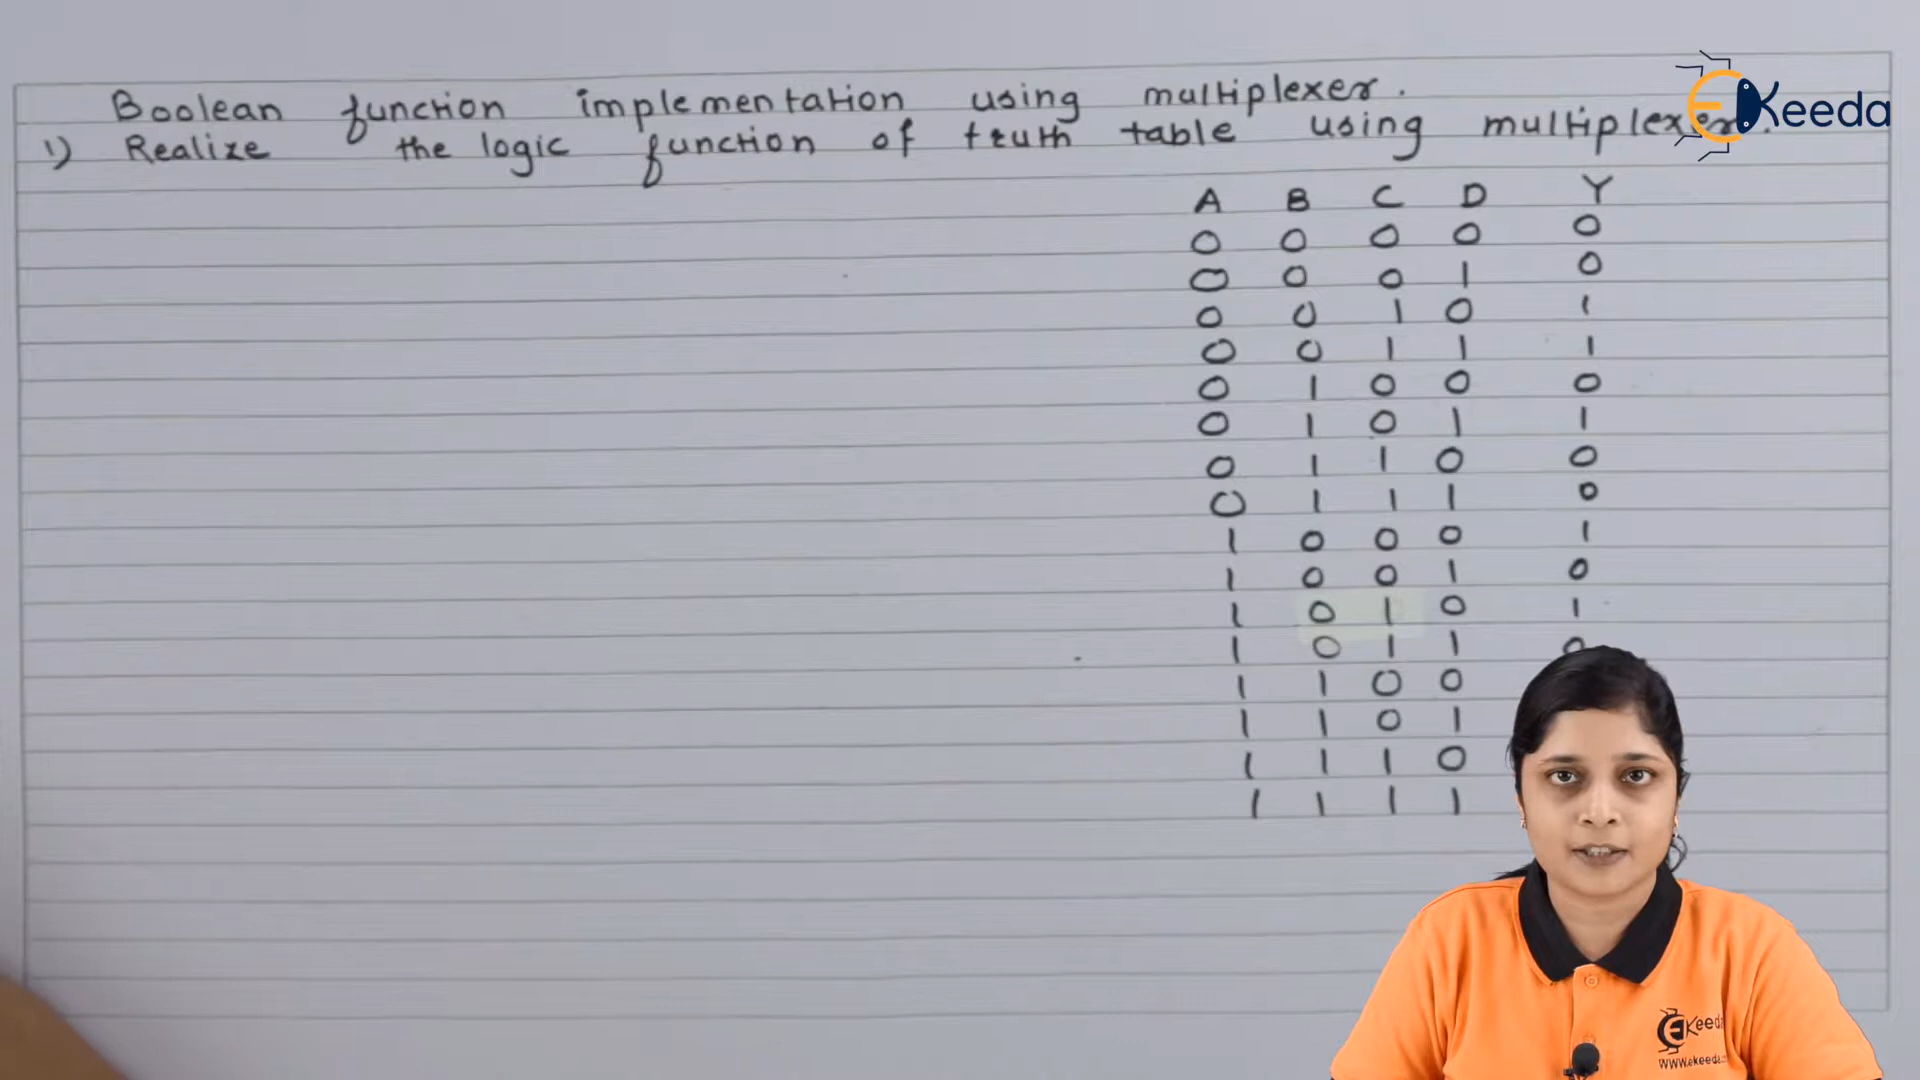 Boolean function implementation using multiplexer.
1) Realize the logic function of truth table using multiplexer.
EKeeda
A B C D Y
0 0 0 0 0
0 0 0 1 0
0 0 1 0 1
0 0 1 1 1
0 1 0 0 0
0 1 0 1 1
0 1 1 0 0
0 1 1 1 0
1 0 0 0 1
1 0 0 1 0
1 0 1 0 1
1 0 1 1 0
1 1 0 0
1 1 0 1
1 1 1 0
1 1 1 1
EKeeda
www.ekeeda